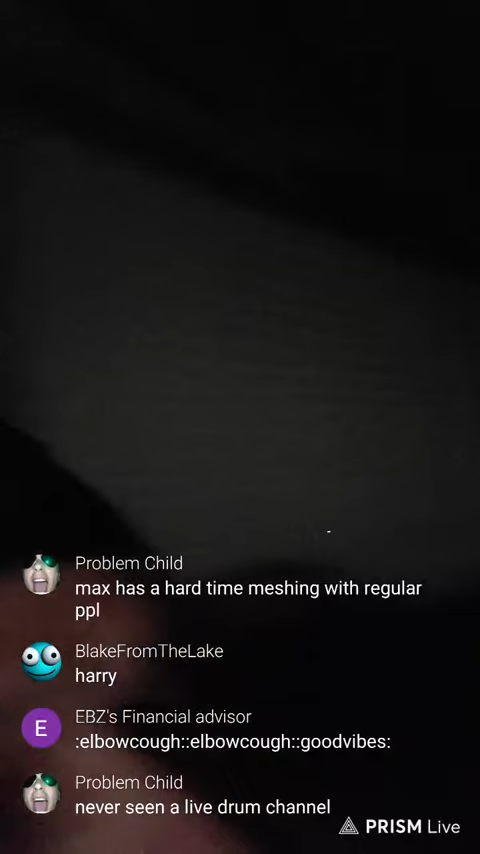 Problem Child
max has a hard time meshing with regular
ppl
BlakeFromTheLake
harry
E
EBZ's Financial advisor
:elbowcough::elbowcough::goodvibes:
Problem Child
never seen a live drum channel
PRISM Live